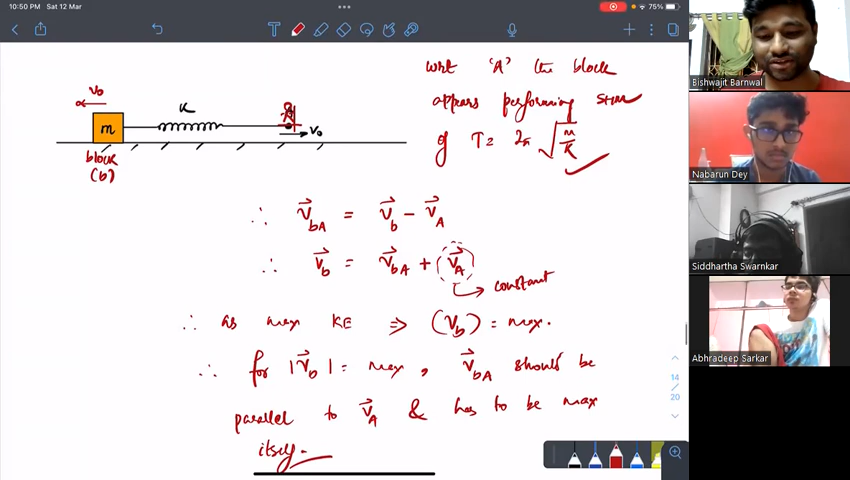 10:50 PM Sat 12 Mar
75%
wrt 'A' the block
appears performing SHM
of T = 2π √m/K
v0
K
m
v0
block
(b)
A
∴ v⃗bA = v⃗b - v⃗A
∴ v⃗b = v⃗bA + v⃗A
constant
∴ as max KE ⇒ (vb) = max.
∴ for |v⃗b| = max, v⃗bA should be
parallel to v⃗A & has to be max
itself.
14
20
Bishwajit Barnwal
Nabarun Dey
Siddhartha Swarnkar
Abhradeep Sarkar